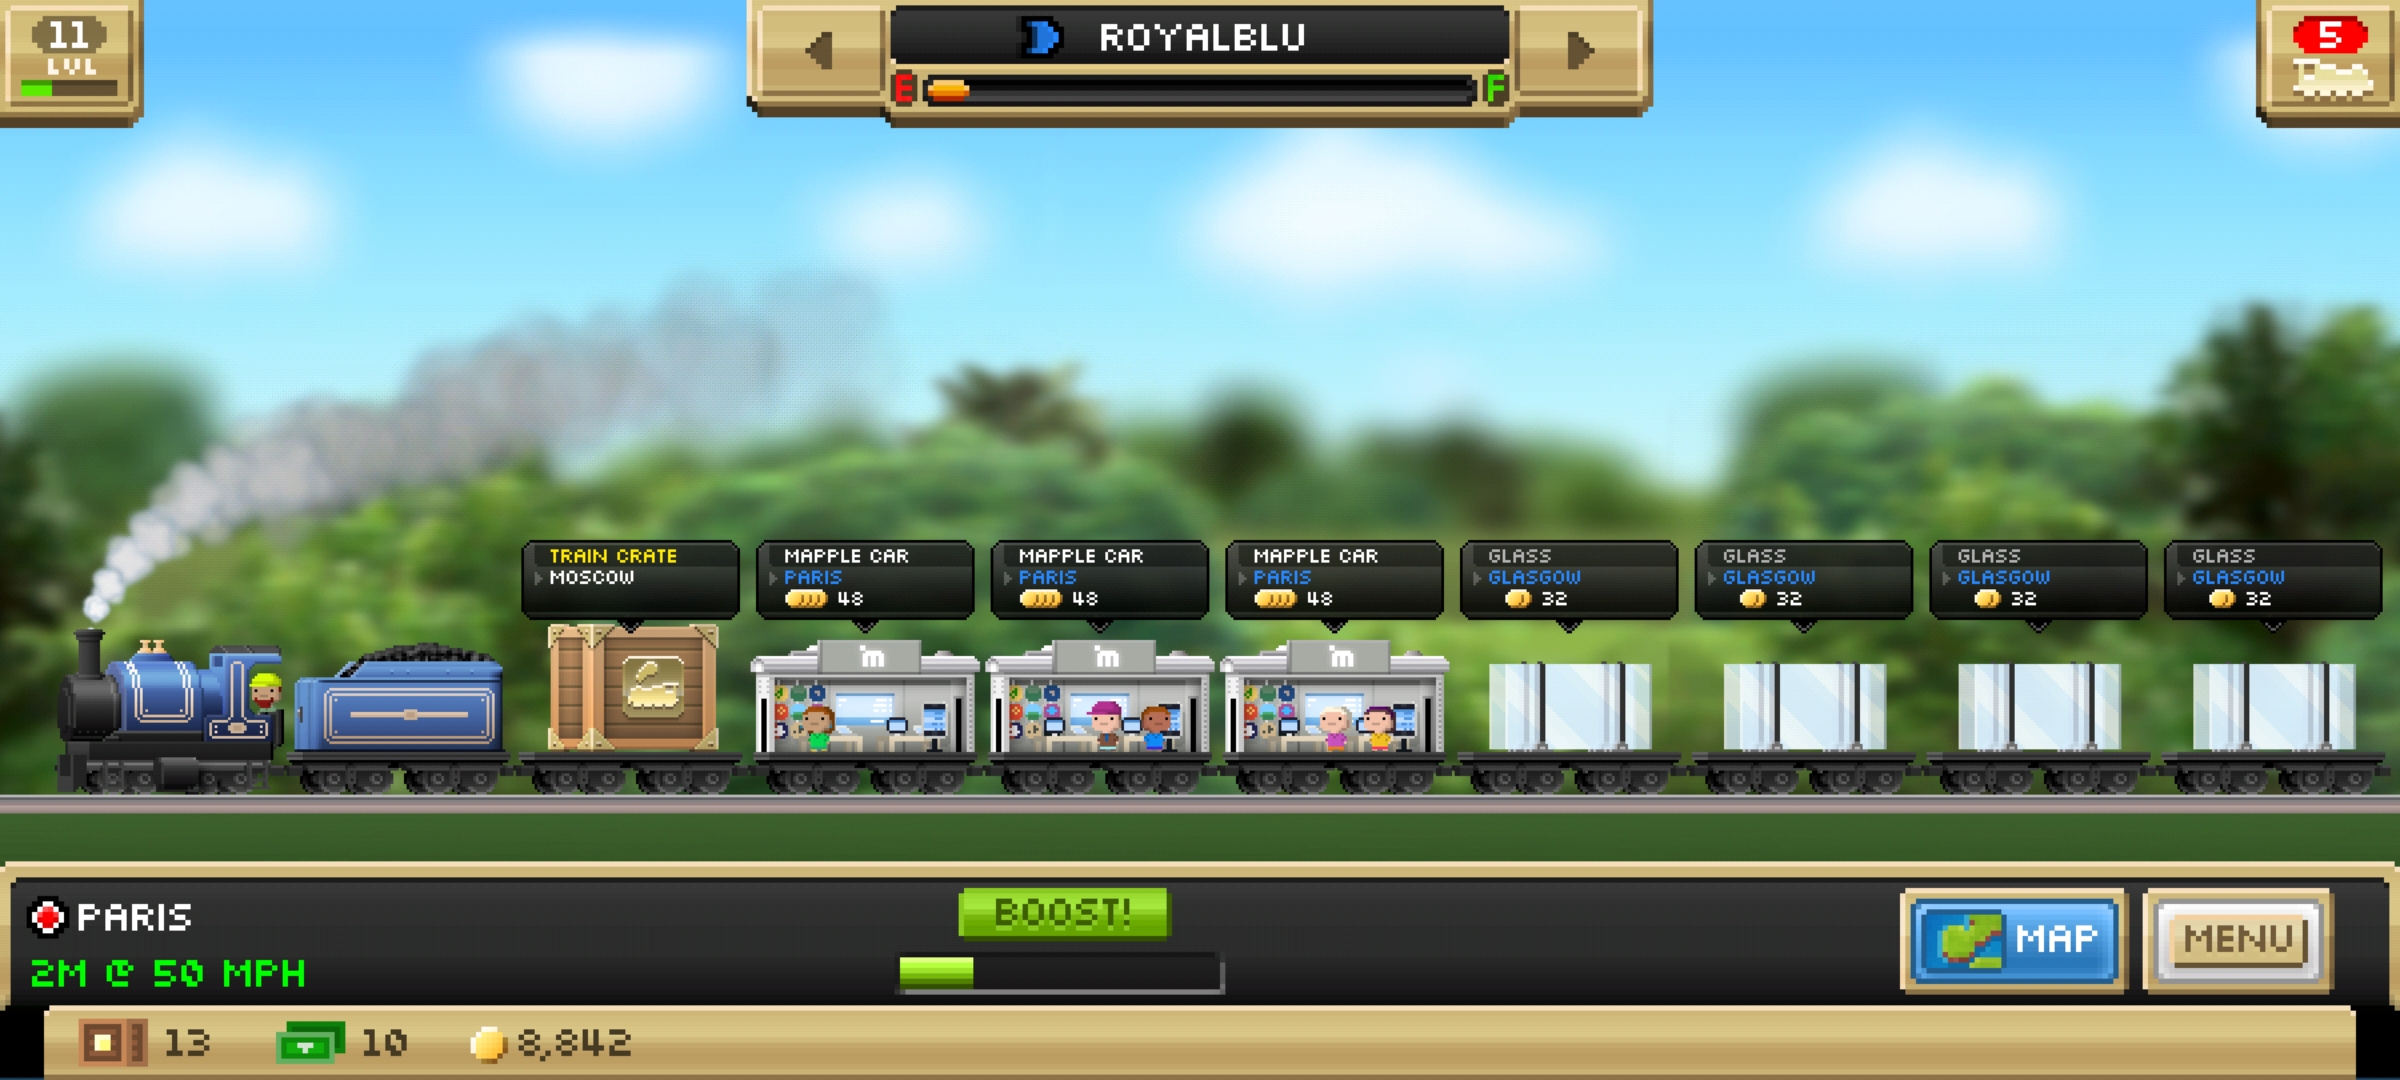 11
LVL
ROYALBLU
E
F
5
TRAIN CRATE
MOSCOW
MAPPLE CAR
PARIS
48
MAPPLE CAR
PARIS
48
MAPPLE CAR
PARIS
48
GLASS
GLASGOW
32
GLASS
GLASGOW
32
GLASS
GLASGOW
32
GLASS
GLASGOW
32
m
m
m
PARIS
2M @ 50 MPH
BOOST!
MAP
MENU
13
10
8,842